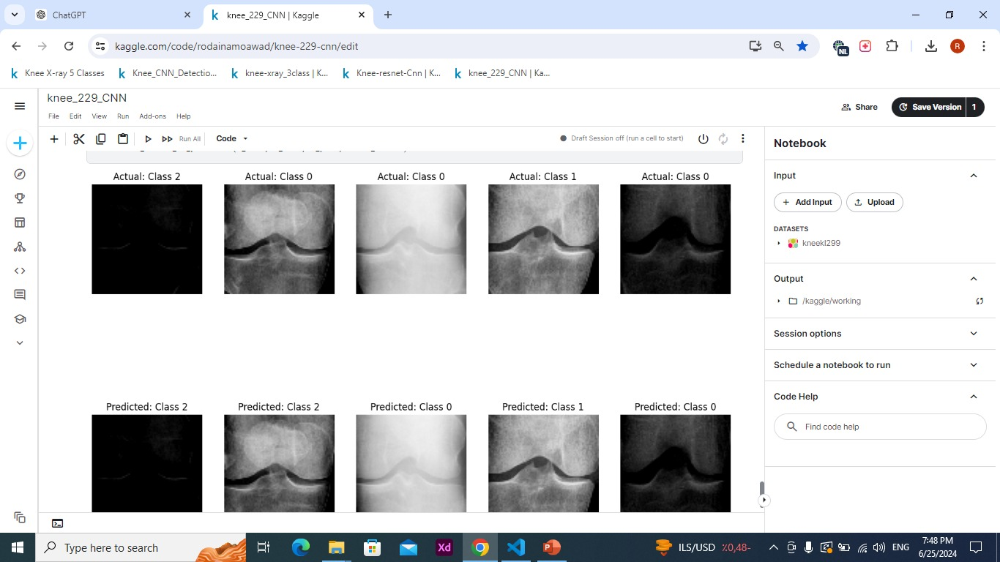 ChatGPT
knee_229_CNN | Kaggle
kaggle.com/code/rodainamoawad/knee-229-cnn/edit
NL
R
Knee X-ray 5 Classes
Knee_CNN_Detectio...
knee-xray_3class | K...
Knee-resnet-Cnn | K...
knee_229_CNN | Ka...
knee_229_CNN
File Edit View Run Add-ons Help
Share
Save Version 1
Run All
Code
Draft Session off (run a cell to start)
Notebook
Input
Add Input
Upload
DATASETS
kneekl299
Output
/kaggle/working
Session options
Schedule a notebook to run
Code Help
Find code help
Actual: Class 2 Actual: Class 0 Actual: Class 0 Actual: Class 1 Actual: Class 0
Predicted: Class 2 Predicted: Class 2 Predicted: Class 0 Predicted: Class 1 Predicted: Class 0
Type here to search
Xd
ILS/USD ٪0,48-
ENG
7:48 PM
6/25/2024